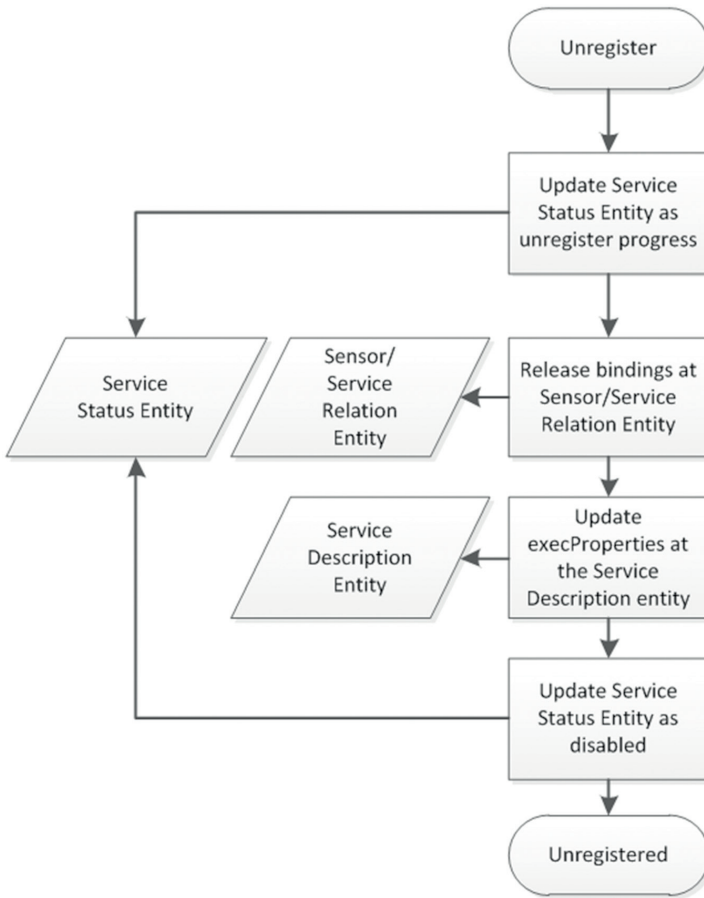 Unregister
Update Service
Status Entity as
unregister progress
Service
Status Entity
Sensor/
Service
Relation
Entity
Release bindings at
Sensor/Service
Relation Entity
Service
Description
Entity
Update
execProperties at
the Service
Description entity
Update Service
Status Entity as
disabled
Unregistered